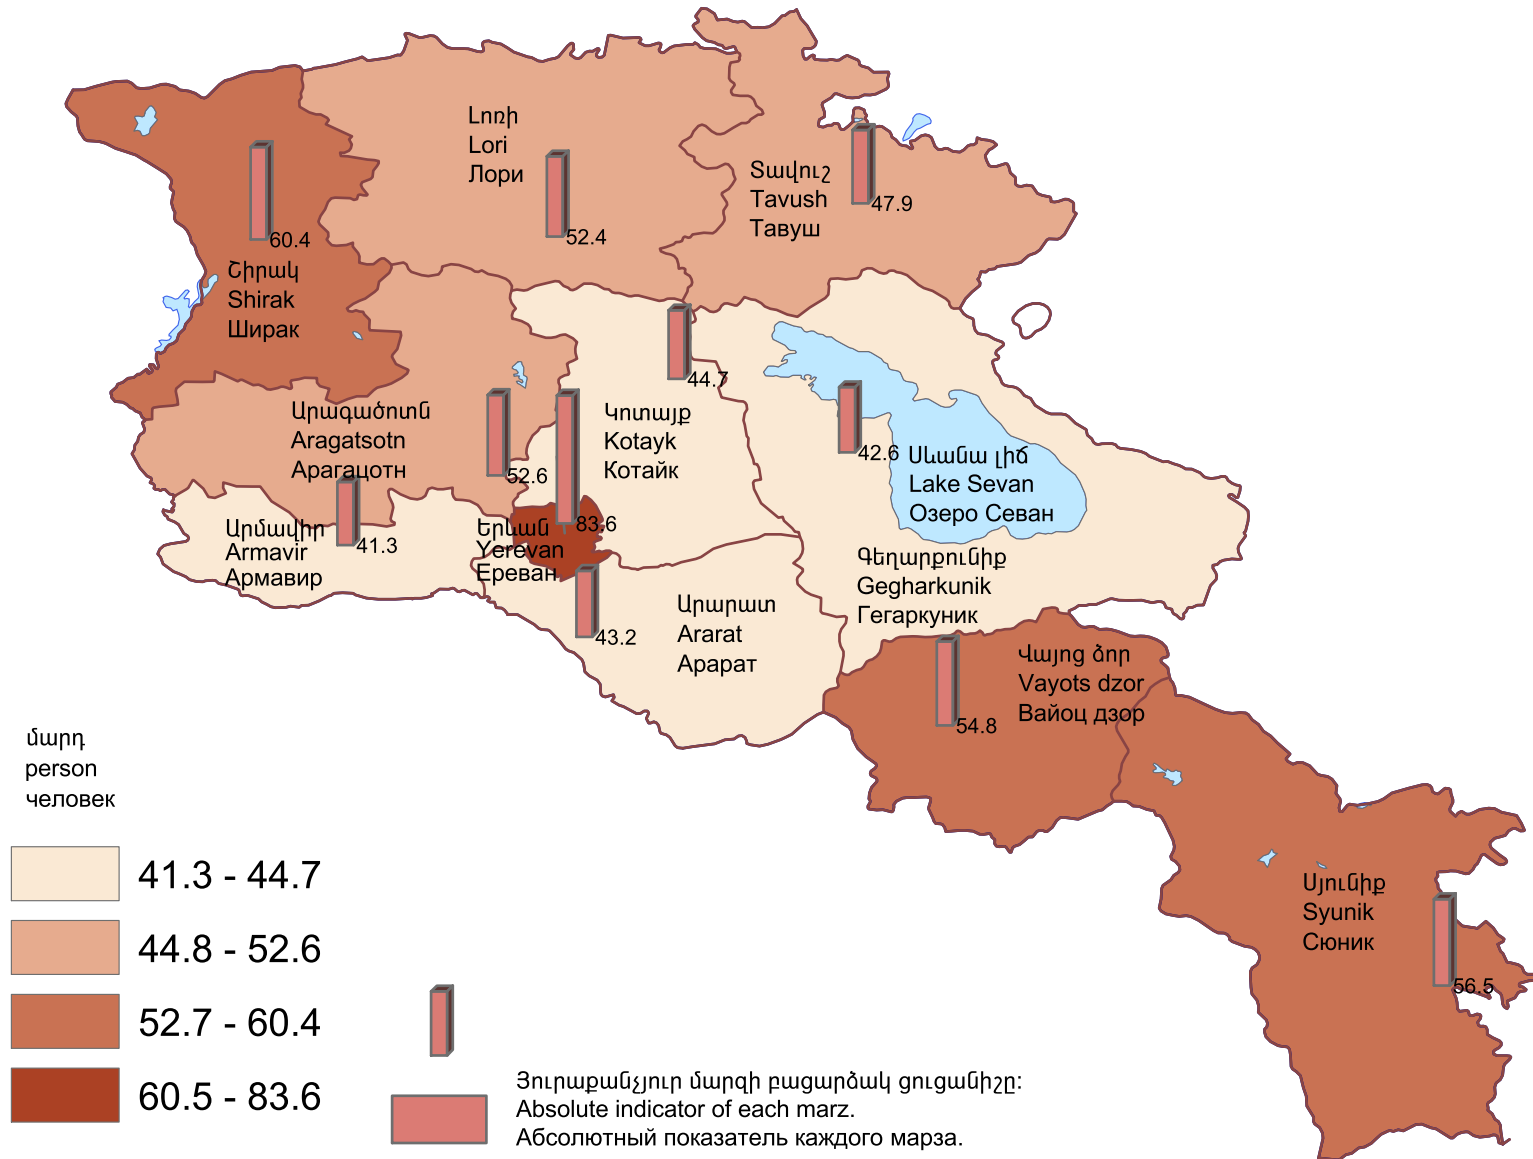 Լոռի
Lori
Лори
52.4
Տավուշ
Tavush
Тавуш
47.9
60.4
Շիրակ
Shirak
Ширак
44.7
Արագածոտն
Aragatsotn
Арагацотн
52.6
Կոտայք
Kotayk
Котайк
42.6
Սևանա լիճ
Lake Sevan
Озеро Севан
Արմավիր
Armavir
Армавир
41.3
Երևան
Yerevan
Ереван
83.6
43.2
Արարատ
Ararat
Арарат
Գեղարքունիք
Gegharkunik
Гегаркуник
Վայոց ձոր
Vayots dzor
Вайоц дзор
54.8
Սյունիք
Syunik
Сюник
56.5
մարդ
person
человек
41.3 - 44.7
44.8 - 52.6
52.7 - 60.4
60.5 - 83.6
Յուրաքանչյուր մարզի բացարձակ ցուցանիշը:
Absolute indicator of each marz.
Абсолютный показатель каждого марза.